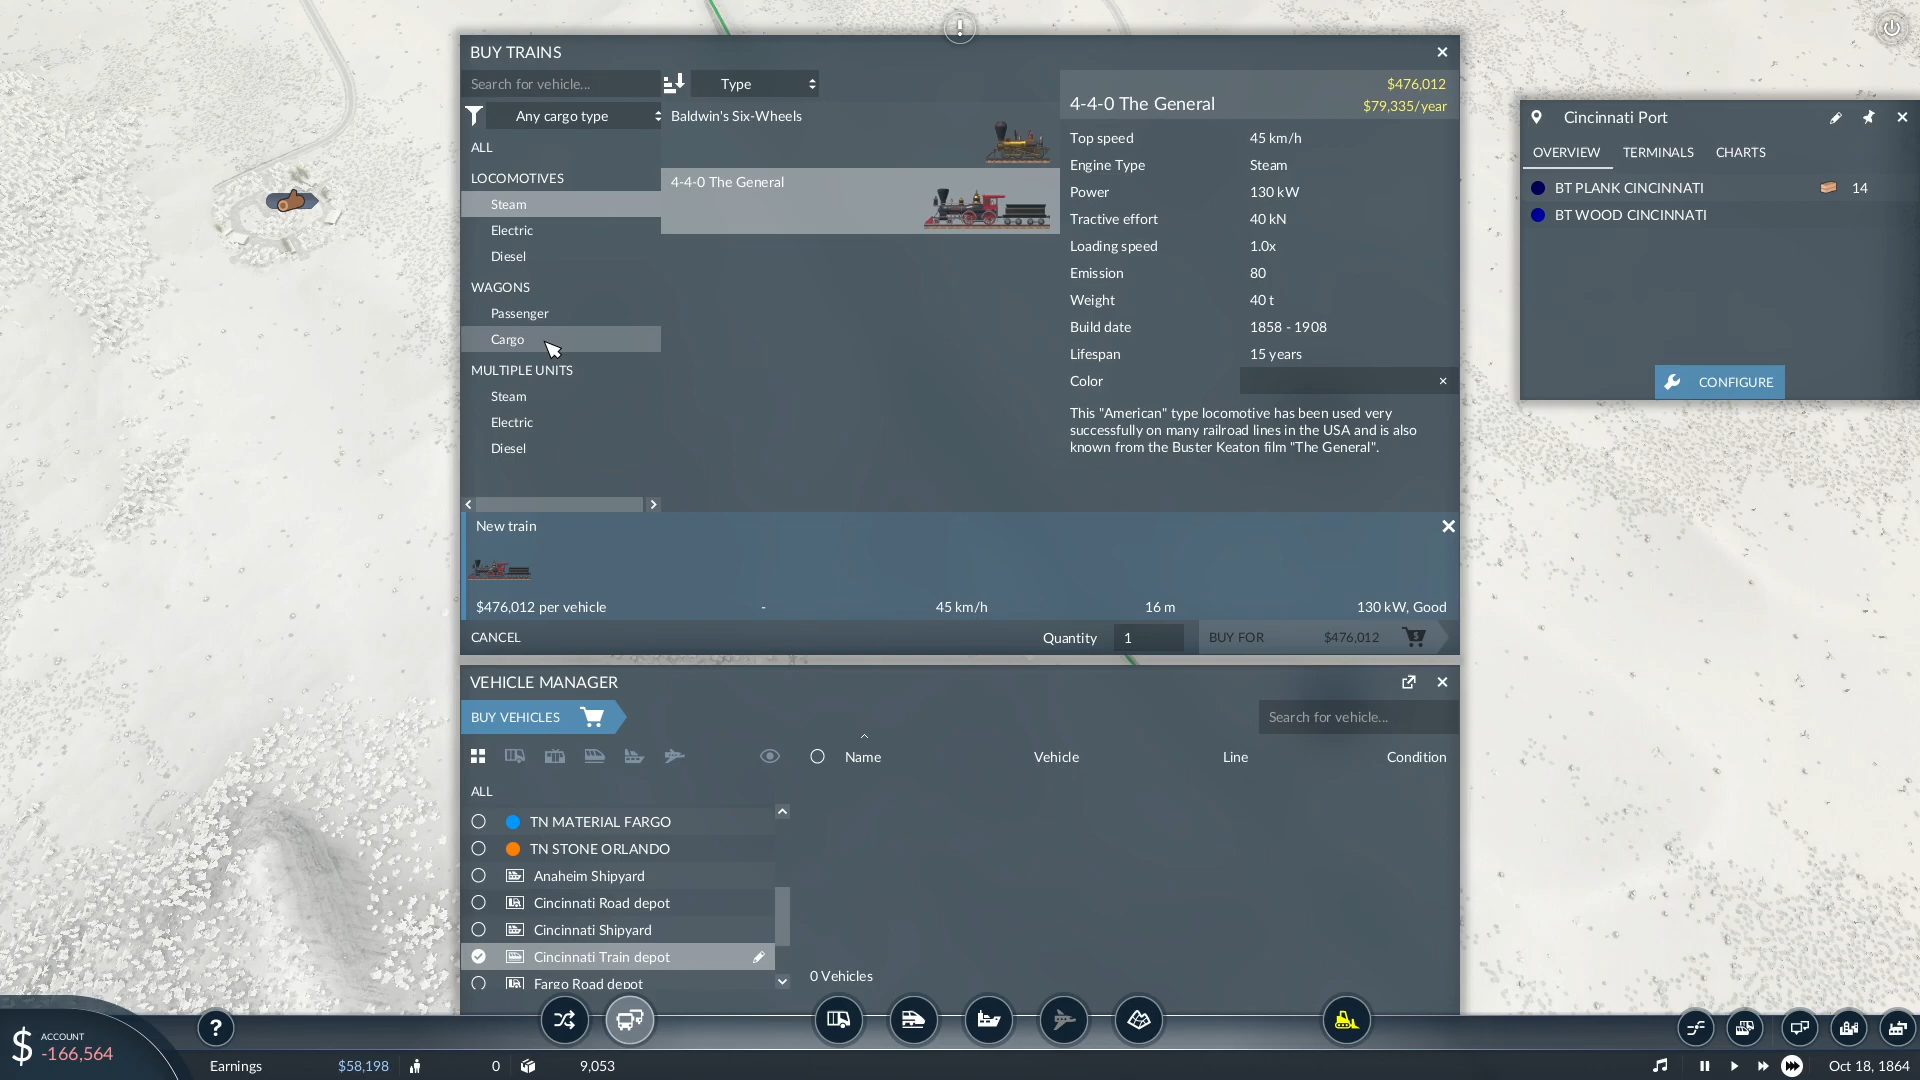 BUY TRAINS
Search for vehicle...
Type
Any cargo type
ALL
LOCOMOTIVES
Steam
Electric
Diesel
WAGONS
Passenger
Cargo
MULTIPLE UNITS
Steam
Electric
Diesel
Baldwin's Six-Wheels
4-4-0 The General
$476,012
4-4-0 The General
$79,335/year
Top speed 45 km/h
Engine Type Steam
Power 130 kW
Tractive effort 40 kN
Loading speed 1.0x
Emission 80
Weight 40 t
Build date 1858 - 1908
Lifespan 15 years
Color
This "American" type locomotive has been used very
successfully on many railroad lines in the USA and is also
known from the Buster Keaton film "The General".
New train
$476,012 per vehicle - 45 km/h 16 m 130 kW, Good
CANCEL Quantity 1 BUY FOR $476,012
VEHICLE MANAGER
BUY VEHICLES
Search for vehicle...
Name Vehicle Line Condition
ALL
TN MATERIAL FARGO
TN STONE ORLANDO
Anaheim Shipyard
Cincinnati Road depot
Cincinnati Shipyard
Cincinnati Train depot
Fargo Road depot
0 Vehicles
Cincinnati Port
OVERVIEW TERMINALS CHARTS
BT PLANK CINCINNATI 14
BT WOOD CINCINNATI
CONFIGURE
$ ACCOUNT
-166,564
?
Earnings $58,198 0 9,053
Oct 18, 1864